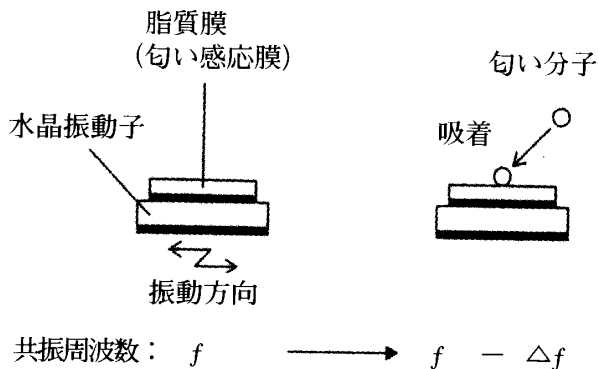 脂質膜
(匂い感応膜)
匂い分子
水晶振動子
吸着
振動方向
共振周波数： f ⟶ f − △f